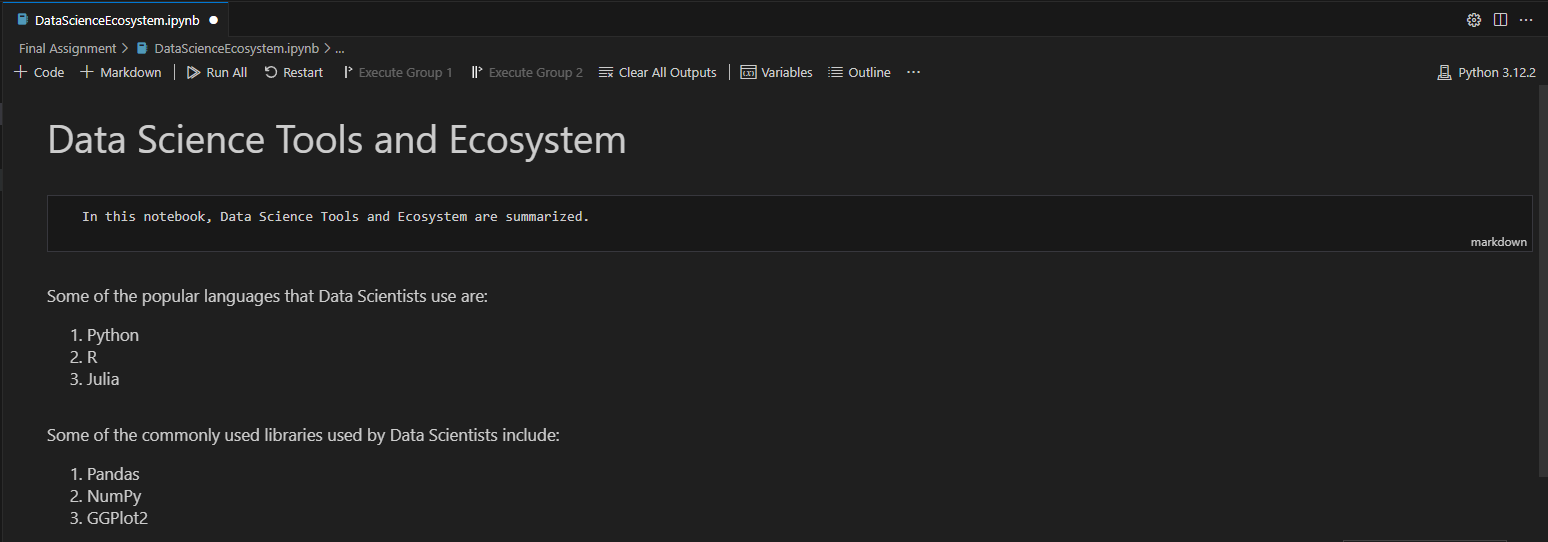 DataScienceEcosystem.ipynb
Final Assignment > DataScienceEcosystem.ipynb > ...
+ Code + Markdown | Run All Restart Execute Group 1 Execute Group 2 Clear All Outputs | Variables Outline ... Python 3.12.2
Data Science Tools and Ecosystem
In this notebook, Data Science Tools and Ecosystem are summarized.
markdown
Some of the popular languages that Data Scientists use are:
1. Python
2. R
3. Julia
Some of the commonly used libraries used by Data Scientists include:
1. Pandas
2. NumPy
3. GGPlot2